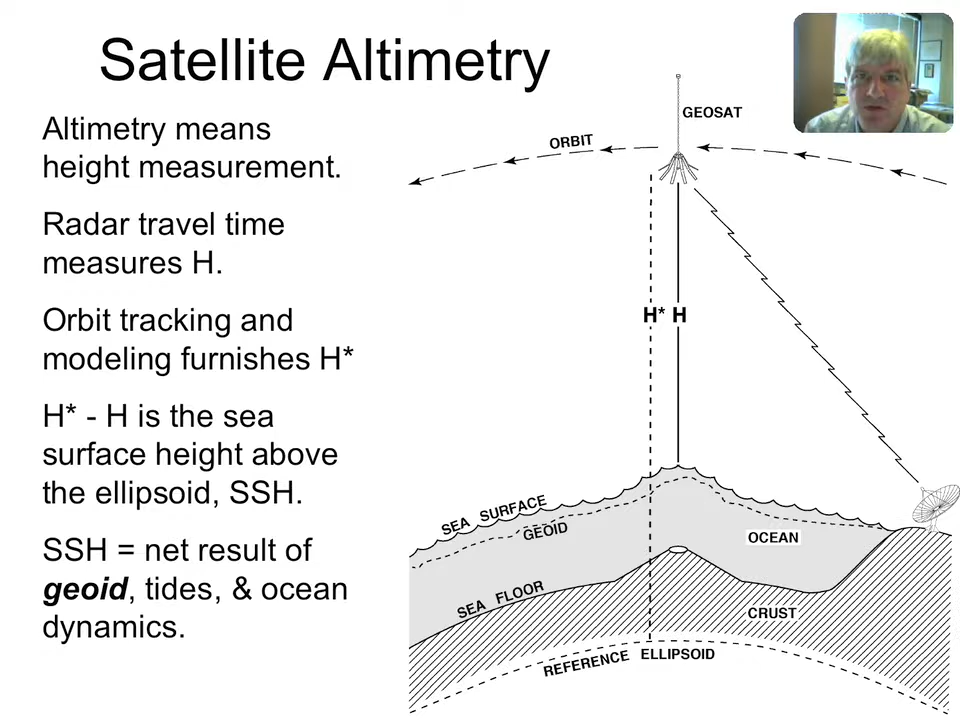 Satellite Altimetry
Altimetry means
height measurement.
Radar travel time
measures H.
Orbit tracking and
modeling furnishes H*
H* - H is the sea
surface height above
the ellipsoid, SSH.
SSH = net result of
geoid, tides, & ocean
dynamics.
GEOSAT
ORBIT
H* H
SEA SURFACE
GEOID
OCEAN
SEA FLOOR
CRUST
REFERENCE ELLIPSOID